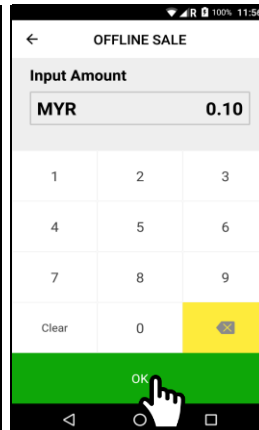 R 100% 11:56
OFFLINE SALE
Input Amount
MYR 0.10
1 2 3
4 5 6
7 8 9
Clear 0
OK